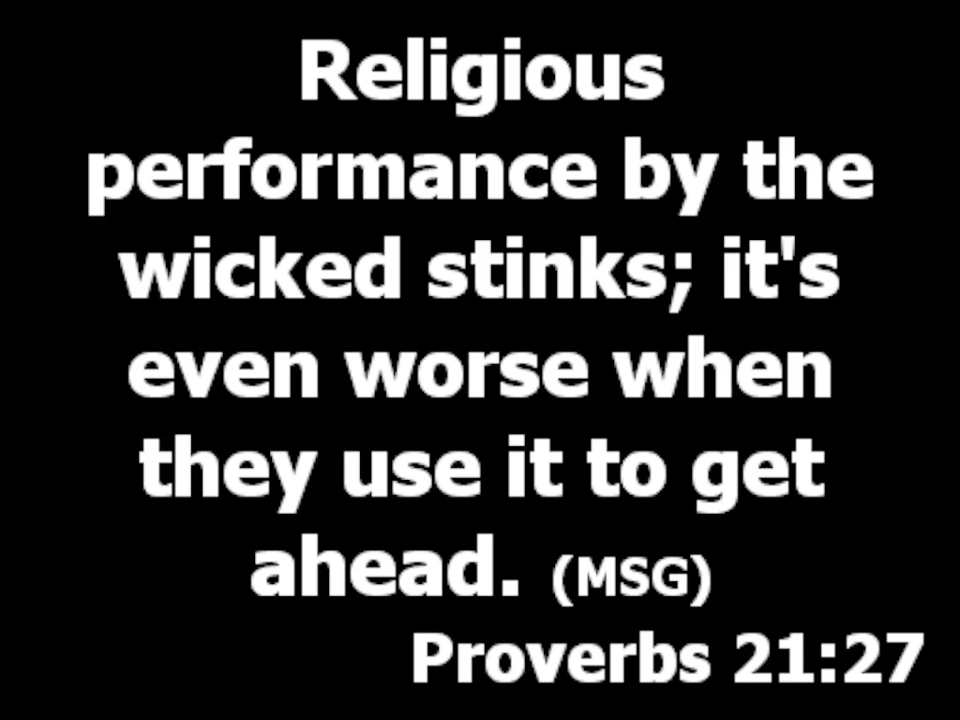 Religious
performance by the
wicked stinks; it's
even worse when
they use it to get
ahead. (MSG)
Proverbs 21:27